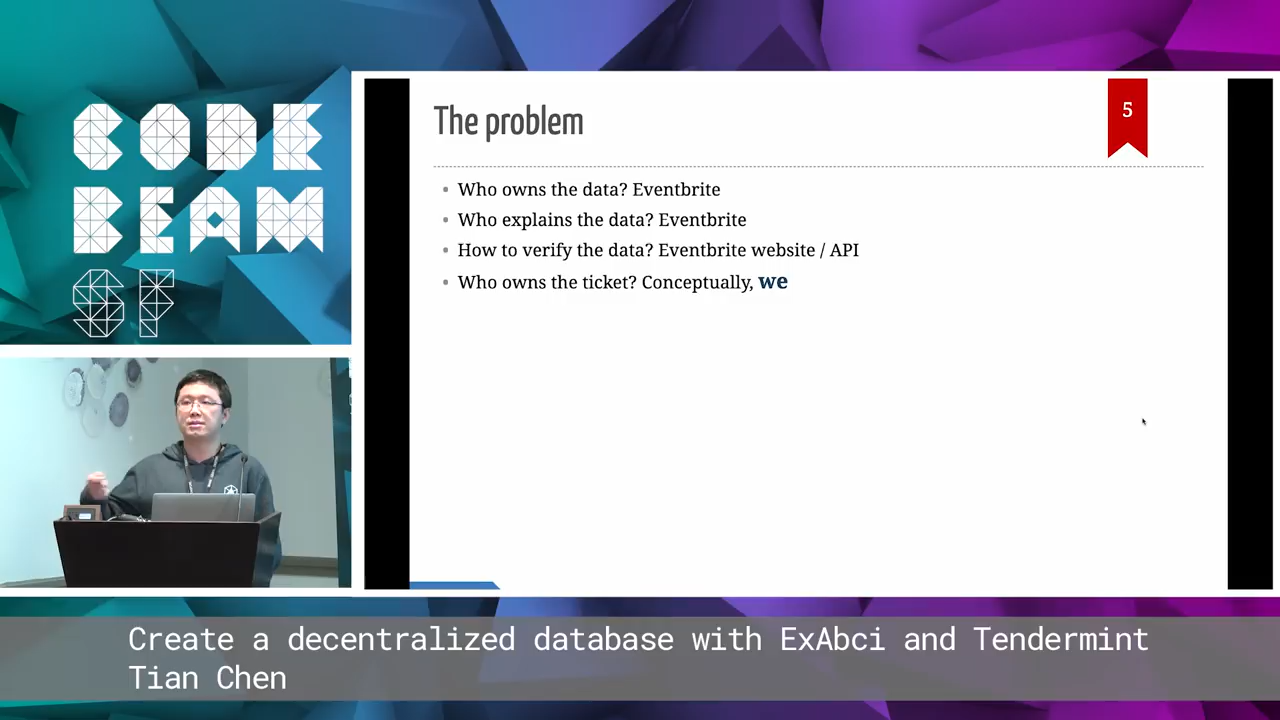 CODE
BEAM
SF
The problem
5
Who owns the data? Eventbrite
Who explains the data? Eventbrite
How to verify the data? Eventbrite website / API
Who owns the ticket? Conceptually, we
Create a decentralized database with ExAbci and Tendermint
Tian Chen